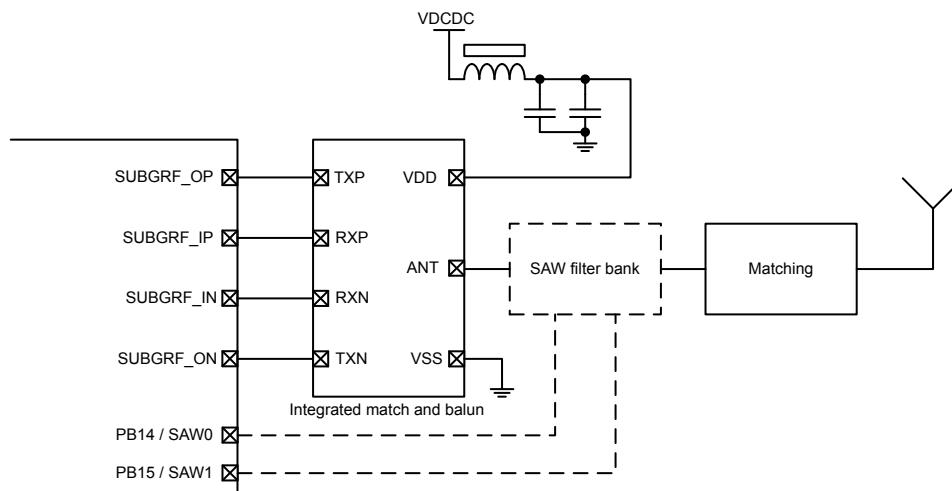 VDCDC
SUBGRF_OP
TXP
VDD
SUBGRF_IP
RXP
ANT
SAW filter bank
Matching
SUBGRF_IN
RXN
SUBGRF_ON
TXN
VSS
Integrated match and balun
PB14 / SAW0
PB15 / SAW1